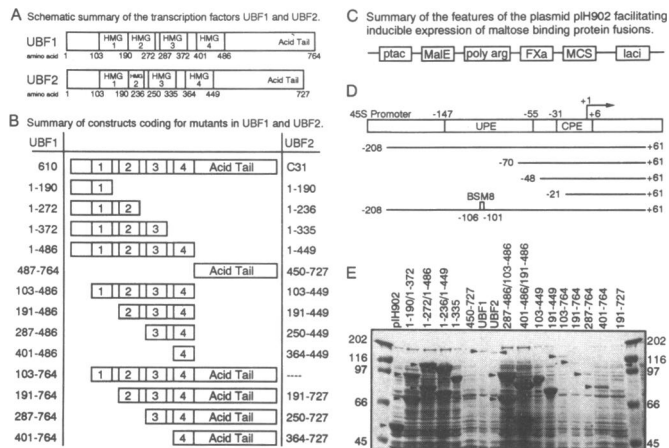 A Schematic summary of the transcription factors UBF1 and UBF2.
UBF1 HMG 1 HMG 2 HMG 3 HMG 4 Acid Tail
amino acid 1 103 190 272 287 372 401 486 764
UBF2 HMG 1 HMG 2 HMG 3 HMG 4 Acid Tail
amino acid 1 103 190 236 250 335 364 449 727
B Summary of constructs coding for mutants in UBF1 and UBF2.
UBF1 UBF2
610 1 2 3 4 Acid Tail C31
1-190 1 1-190
1-272 1 2 1-236
1-372 1 2 3 1-335
1-486 1 2 3 4 1-449
487-764 Acid Tail 450-727
103-486 1 2 3 4 103-449
191-486 2 3 4 191-449
287-486 3 4 250-449
401-486 4 364-449
103-764 1 2 3 4 Acid Tail ----
191-764 2 3 4 Acid Tail 191-727
287-764 3 4 Acid Tail 250-727
401-764 4 Acid Tail 364-727
C Summary of the features of the plasmid pIH902 facilitating
inducible expression of maltose binding protein fusions.
ptac MalE poly arg FXa MCS laci
D
+1
45S Promoter -147 -55 -31 +6
UPE CPE
-208 +61
-70 +61
-48 +61
-21 +61
BSM8
-208 +61
-106 -101
E
pIH902
1-190/1-372
1-272/1-486
1-236/1-449
1-335
450-727
UBF1
UBF2
287-486/103-486
401-486/191-486
103-449
191-449
103-764
191-764
287-764
401-764
191-727
202 202
116 116
97 97
66 66
45 45